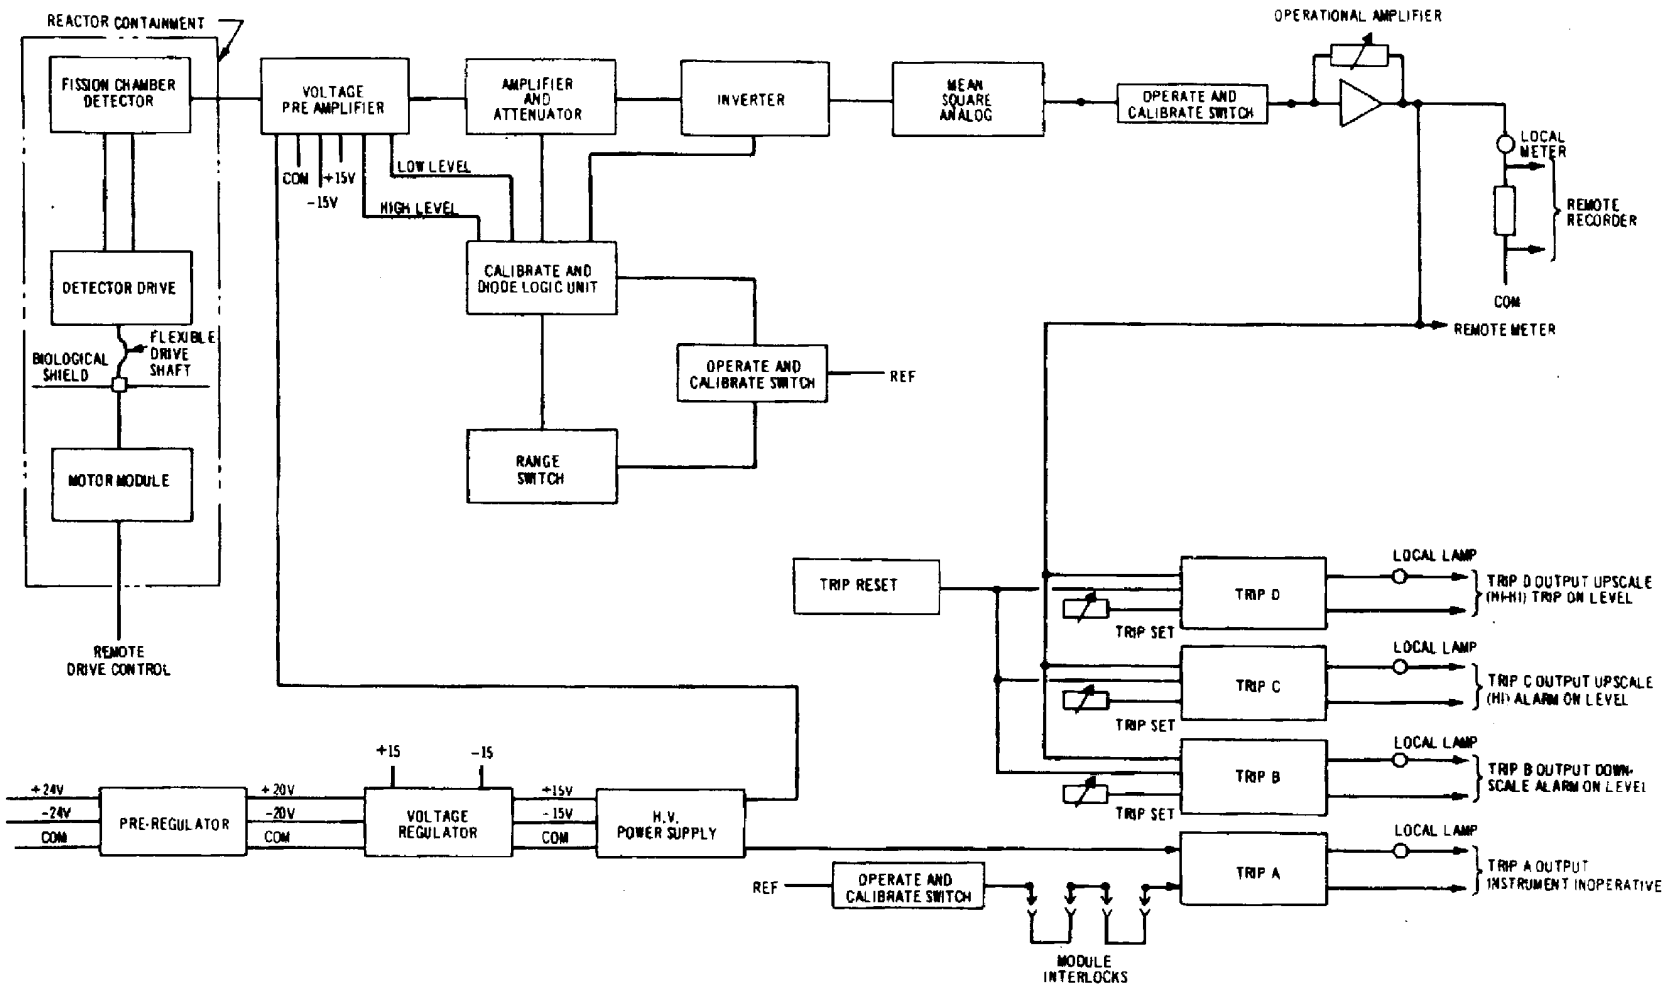 OPERATIONAL AMPLIFIER
REACTOR CONTAINMENT
FISSION CHAMBER
DETECTOR
VOLTAGE
PRE AMPLIFIER
AMPLIFIER
AND
ATTENUATOR
INVERTER
MEAN
SQUARE
ANALOG
OPERATE AND
CALIBRATE SWITCH
LOCAL
METER
REMOTE
RECORDER
COM
REMOTE METER
COM
-15V
+15V
LOW LEVEL
HIGH LEVEL
CALIBRATE AND
DIODE LOGIC UNIT
DETECTOR DRIVE
FLEXIBLE
DRIVE
SHAFT
BIOLOGICAL
SHIELD
OPERATE AND
CALIBRATE SWITCH
REF
RANGE
SWITCH
MOTOR MODULE
REMOTE
DRIVE CONTROL
TRIP RESET
TRIP SET
TRIP D
LOCAL LAMP
TRIP D OUTPUT UPSCALE
(HI-HI) TRIP ON LEVEL
TRIP SET
TRIP C
LOCAL LAMP
TRIP C OUTPUT UPSCALE
(HI) ALARM ON LEVEL
TRIP SET
TRIP B
LOCAL LAMP
TRIP B OUTPUT DOWN-
SCALE ALARM ON LEVEL
+24V
-24V
COM
PRE-REGULATOR
+20V
-20V
COM
+15
-15
VOLTAGE
REGULATOR
+15V
-15V
COM
H.V.
POWER SUPPLY
REF
OPERATE AND
CALIBRATE SWITCH
MODULE
INTERLOCKS
TRIP A
LOCAL LAMP
TRIP A OUTPUT
INSTRUMENT INOPERATIVE